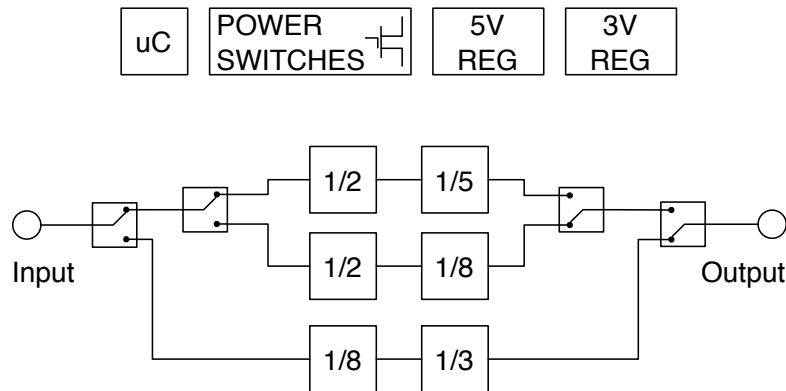 uC
POWER
SWITCHES
5V
REG
3V
REG
1/2
1/5
1/2
1/8
Input
Output
1/8
1/3